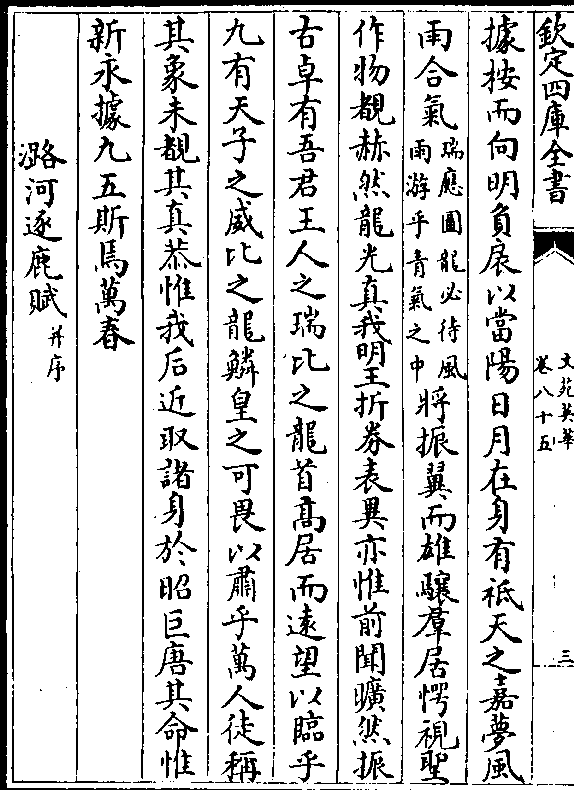 欽定四庫全書
文苑英華
卷八十五
三
據按而向明負扆以當陽日月在身有祗天之嘉夢風
雨合氣瑞應圖龍必待風雨游乎青氣之中將振翼而雄驤羣居愕視聖
作物覩赫然龍光真我明王折券表異亦惟前聞曠然振
古卓有吾君王人之瑞比之龍首高居而逺望以臨乎
九有天子之威比之龍鱗皇之可畏以肅乎萬人徒稱
其象未覩其真恭惟我后近取諸身於昭巨唐其命惟
新永據九五斯焉萬春
潞河逐鹿賦并序